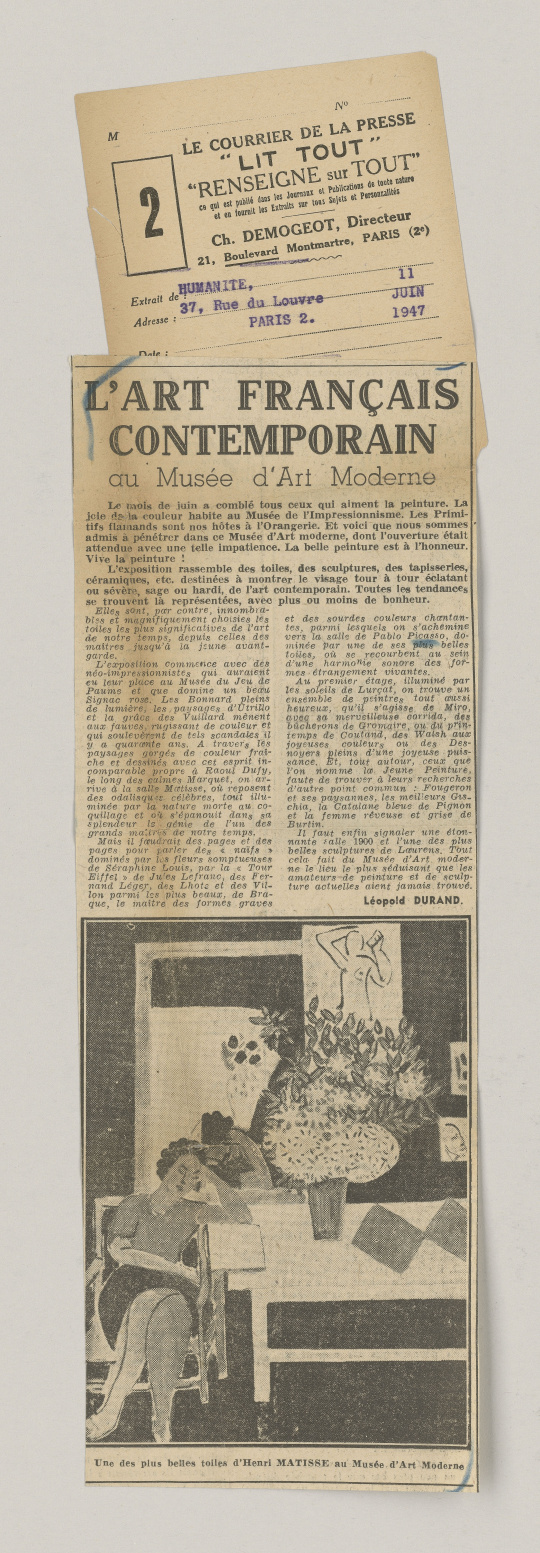 Nº
M
LE COURRIER DE LA PRESSE
"LIT TOUT"
"RENSEIGNE sur TOUT"
ce qui est publié dans les Journaux et Publications de toute nature
et en fournit les Extraits sur tous Sujets et Personnalités
2
Ch. DEMOGEOT, Directeur
21, Boulevard Montmartre, PARIS (2e)
Extrait de : HUMANITE, 11
Adresse : 37, Rue du Louvre JUIN
PARIS 2. 1947
Date :
L'ART FRANÇAIS
CONTEMPORAIN
au Musée d'Art Moderne
Le mois de juin a comblé tous ceux qui aiment la peinture. La
joie de la couleur habite au Musée de l'Impressionnisme. Les Primi-
tifs flamands sont nos hôtes à l'Orangerie. Et voici que nous sommes
admis à pénétrer dans ce Musée d'Art moderne, dont l'ouverture était
attendue avec une telle impatience. La belle peinture est à l'honneur.
Vive la peinture !
L'exposition rassemble des toiles, des sculptures, des tapisseries,
céramiques, etc. destinées à montrer le visage tour à tour éclatant
ou sévère, sage ou hardi, de l'art contemporain. Toutes les tendances
se trouvent là représentées, avec plus ou moins de bonheur.
Elles sont, par contre, innombra-
bles et magnifiquement choisies les
toiles les plus significatives de l'art
de notre temps, depuis celles des
maîtres jusqu'à la jeune avant-
garde.
L'exposition commence avec des
néo-impressionnistes qui auraient
eu leur place au Musée du Jeu de
Paume et que domine un beau
Signac rose. Les Bonnard pleins
de lumière, les paysages d'Utrillo
et la grâce des Vuillard mènent
aux fauves, rugissant de couleur et
qui soulevèrent de tels scandales il
y a quarante ans. A travers les
paysages gorgés de couleur fraî-
che et dessinés avec cet esprit in-
comparable propre à Raoul Dufy,
le long des calmes Marquet, on ar-
rive à la salle Matisse, où reposent
des odalisques célèbres, tout illu-
minée par la nature morte au co-
quillage et où s'épanouit dans sa
splendeur le génie de l'un des
grands maîtres de notre temps.
Mais il faudrait des pages et des
pages pour parler des « naïfs »
dominés par les fleurs somptueuses
de Séraphine Louis, par la « Tour
Eiffel » de Jules Lefranc, des Fer-
nand Léger, des Lhote et des Vil-
lon parmi les plus beaux, de Bra-
que, le maître des formes graves
et des sourdes couleurs chantan-
tes, parmi lesquels on s'achemine
vers la salle de Pablo Picasso, do-
minée par une de ses plus belles
toiles, où se recourbent au sein
d'une harmonie sonore des for-
mes étrangement vivantes.
Au premier étage, illuminé par
les soleils de Lurçat, on trouve un
ensemble de peintres tout aussi
heureux, qu'il s'agisse de Miro,
avec sa merveilleuse corrida, des
bûcherons de Gromaire, ou du prin-
temps de Coutand, des Walsh aux
joyeuses couleurs ou des Des-
noyers pleins d'une joyeuse puis-
sance. Et, tout autour, ceux que
l'on nomme la Jeune Peinture,
faute de trouver à leurs recherches
d'autre point commun : Fougeron
et ses paysannes, les meilleurs Gis-
chia, la Catalane bleue de Pignon
et la femme rêveuse et grise de
Burtin.
Il faut enfin signaler une éton-
nante salle 1900 et l'une des plus
belles sculptures de Laurens. Tout
cela fait du Musée d'Art moder-
ne le lieu le plus séduisant que les
amateurs de peinture et de sculp-
ture actuelles aient jamais trouvé.
Léopold DURAND.
Une des plus belles toiles d'Henri MATISSE au Musée d'Art Moderne